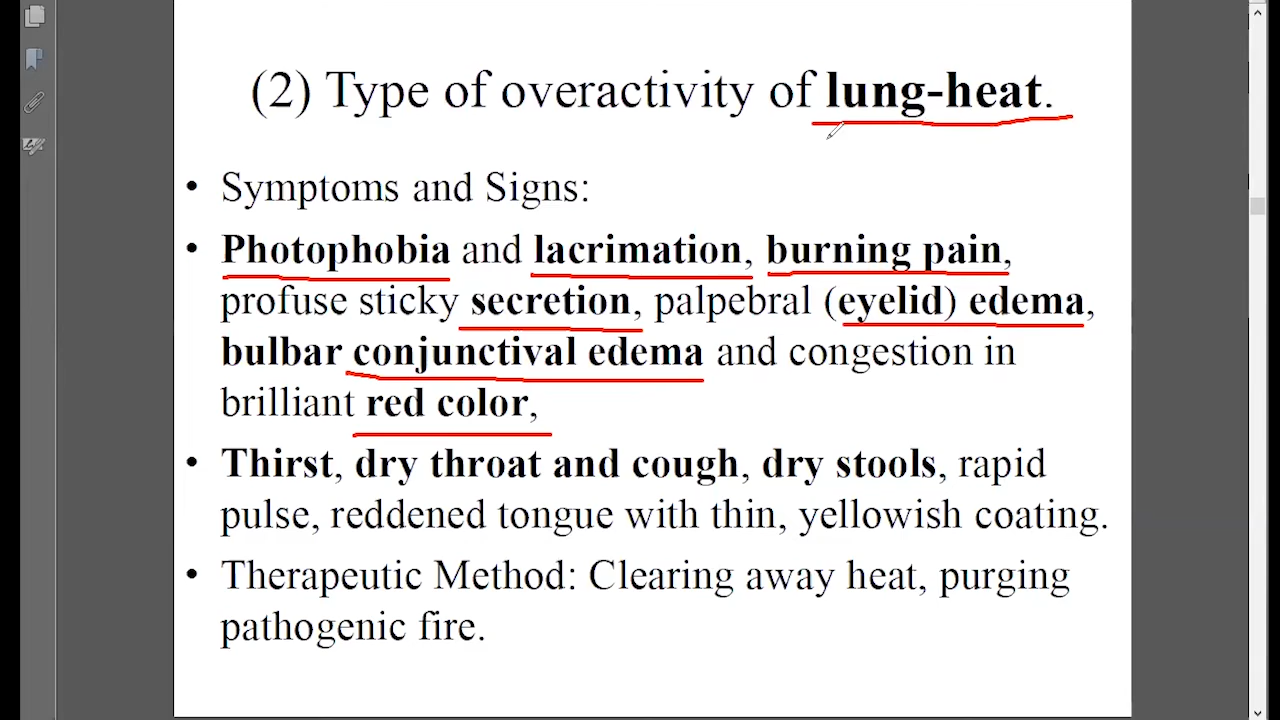 (2) Type of overactivity of lung-heat.
• Symptoms and Signs:
• Photophobia and lacrimation, burning pain,
profuse sticky secretion, palpebral (eyelid) edema,
bulbar conjunctival edema and congestion in
brilliant red color,
• Thirst, dry throat and cough, dry stools, rapid
pulse, reddened tongue with thin, yellowish coating.
• Therapeutic Method: Clearing away heat, purging
pathogenic fire.